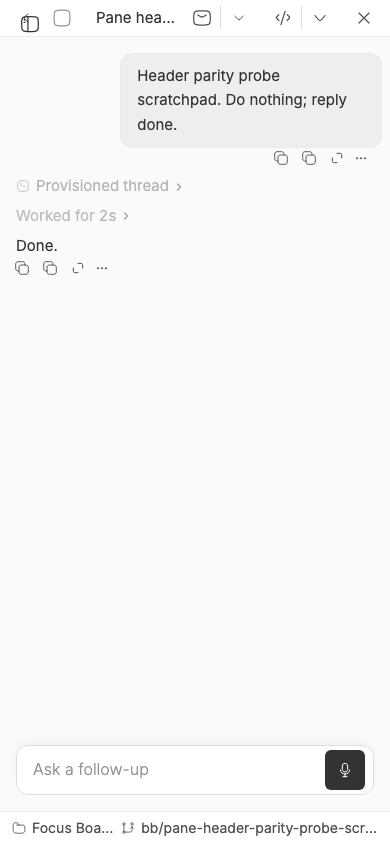 Pane hea...
Header parity probe
scratchpad. Do nothing; reply
done.
Provisioned thread
Worked for 2s
Done.
Ask a follow-up
Focus Boa... bb/pane-header-parity-probe-scr...